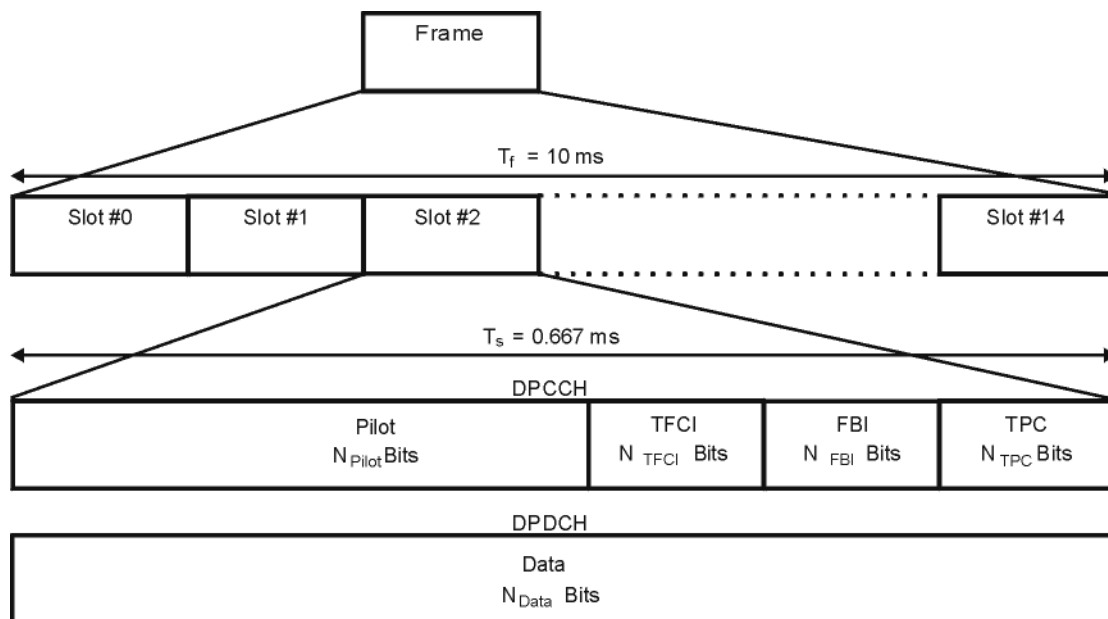 Frame
T_f = 10 ms
Slot #0 Slot #1 Slot #2 Slot #14
T_s = 0.667 ms
DPCCH
Pilot TFCI FBI TPC
N_Pilot Bits N_TFCI Bits N_FBI Bits N_TPC Bits
DPDCH
Data
N_Data Bits